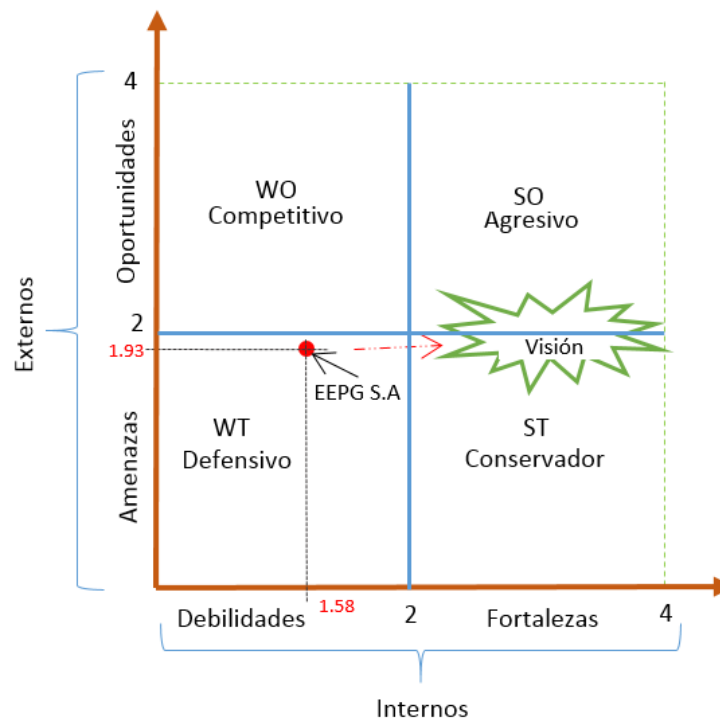 4
Oportunidades
WO
Competitivo
SO
Agresivo
Externos
2
1.93
Visión
EEPG S.A
Amenazas
WT
Defensivo
ST
Conservador
1.58
Debilidades
2
Fortalezas
4
Internos